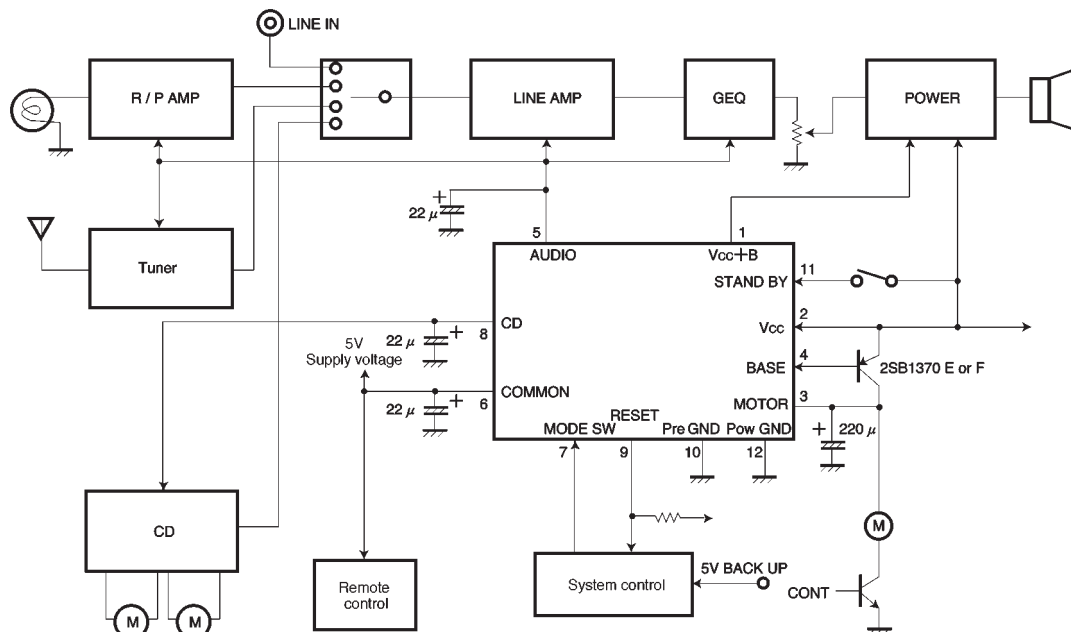 LINE IN
R / P AMP
LINE AMP
GEQ
POWER
+
22 μ
5
1
AUDIO
Vcc+B
Tuner
STAND BY
11
CD
8
22 μ
+
Vcc
2
5V
Supply voltage
BASE
4
2SB1370 E or F
COMMON
6
22 μ
+
MOTOR
3
RESET
MODE SW
Pre GND
Pow GND
7
9
10
12
+
220 μ
CD
M
System control
5V BACK UP
Remote
control
CONT
M
M